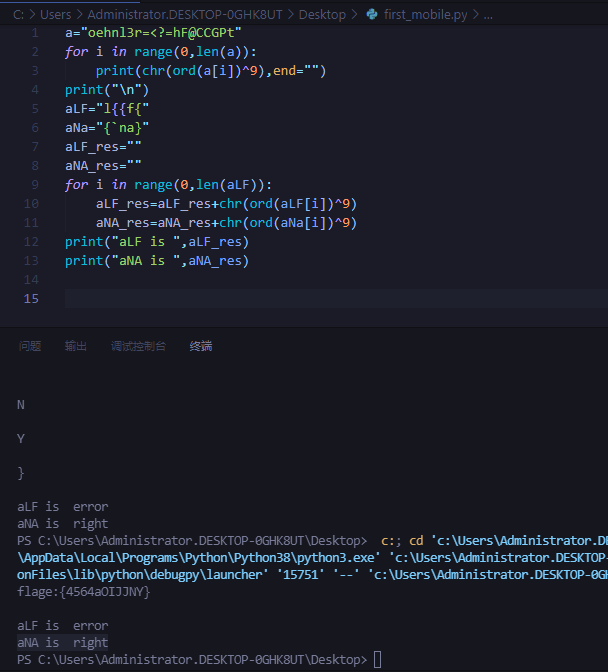 C: > Users > Administrator.DESKTOP-0GHK8UT > Desktop > first_mobile.py > ...
1 a="oehnl3r=<?=hF@CCGPt"
2 for i in range(0,len(a)):
3 print(chr(ord(a[i])^9),end="")
4 print("\n")
5 aLF="l{{f{"
6 aNa="{`na}"
7 aLF_res=""
8 aNA_res=""
9 for i in range(0,len(aLF)):
10 aLF_res=aLF_res+chr(ord(aLF[i])^9)
11 aNA_res=aNA_res+chr(ord(aNa[i])^9)
12 print("aLF is ",aLF_res)
13 print("aNA is ",aNA_res)
14
15
问题 输出 调试控制台 终端
N
Y
}
aLF is  error
aNA is  right
PS C:\Users\Administrator.DESKTOP-0GHK8UT\Desktop>  c:; cd 'c:\Users\Administrator.DE
\AppData\Local\Programs\Python\Python38\python3.exe' 'c:\Users\Administrator.DESKTOP-
onFiles\lib\python\debugpy\launcher' '15751' '--' 'c:\Users\Administrator.DESKTOP-0GH
flage:{4564aOIJJNY}
aLF is  error
aNA is  right
PS C:\Users\Administrator.DESKTOP-0GHK8UT\Desktop>